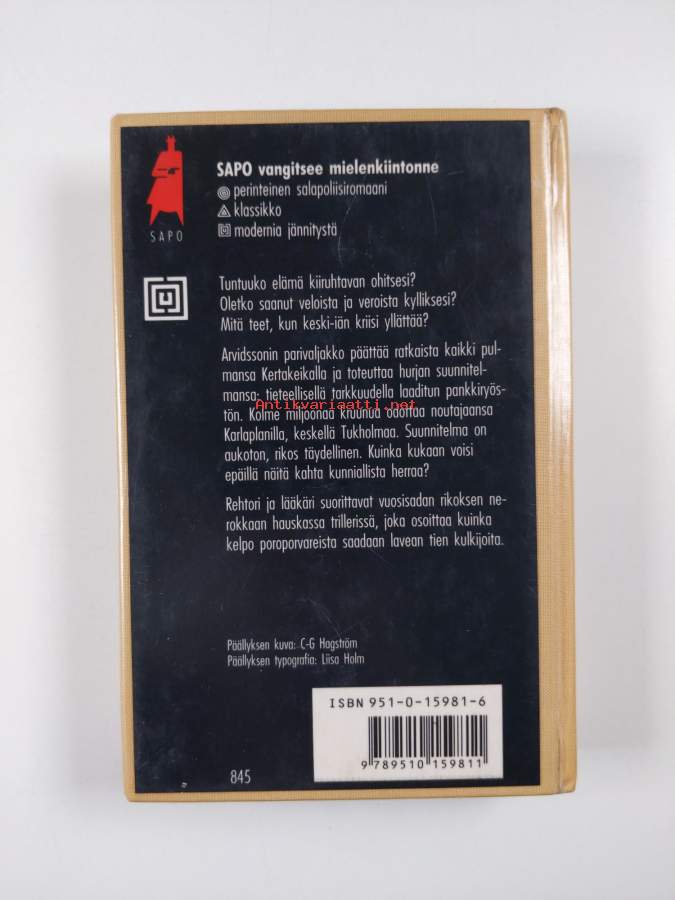 SAPO vangitsee mielenkiintonne
perinteinen salapoliisiromaani
klassikko
modernia jännitystä
SAPO
Tuntuuko elämä kiiruhtavan ohitsesi?
Oletko saanut veloista ja veroista kylliksesi?
Mitä teet, kun keski-iän kriisi yllättää?
Arvidssonin parivaljakko päättää ratkaista kaikki pul-
mansa Kertakeikalla ja toteuttaa hurjan suunnitel-
mansa: tieteellisellä tarkkuudella laaditun pankkiryös-
Antikvariaatti.net
tön. Kolme miljoonaa kruunua odottaa noutajaansa
Karlaplanilla, keskellä Tukholmaa. Suunnitelma on
aukoton, rikos täydellinen. Kuinka kukaan voisi
epäillä näitä kahta kunniallista herraa?
Rehtori ja lääkäri suorittavat vuosisadan rikoksen ne-
rokkaan hauskassa trillerissä, joka osoittaa kuinka
kelpo poroporvareista saadaan lavean tien kulkijoita.
Päällyksen kuva: C-G Hagström
Päällyksen typografia: Liisa Holm
ISBN 951-0-15981-6
9 789510 159811
845